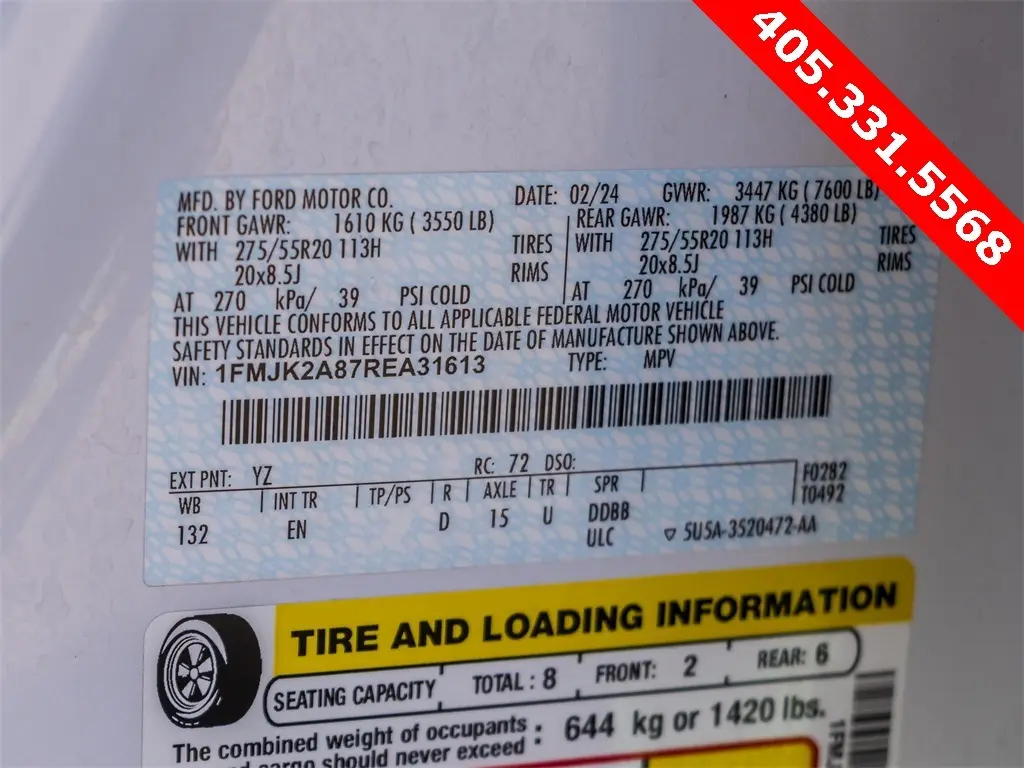 405.331.5568
MFD. BY FORD MOTOR CO. DATE: 02/24 GVWR: 3447 KG ( 7600 LB)
FRONT GAWR: 1610 KG ( 3550 LB) REAR GAWR: 1987 KG ( 4380 LB)
WITH 275/55R20 113H TIRES WITH 275/55R20 113H TIRES
20x8.5J RIMS 20x8.5J RIMS
AT 270 kPa/ 39 PSI COLD AT 270 kPa/ 39 PSI COLD
THIS VEHICLE CONFORMS TO ALL APPLICABLE FEDERAL MOTOR VEHICLE
SAFETY STANDARDS IN EFFECT ON THE DATE OF MANUFACTURE SHOWN ABOVE.
VIN: 1FMJK2A87REA31613 TYPE: MPV
EXT PNT: YZ RC: 72 DSO: F0282
WB INT TR TP/PS R AXLE TR SPR T0492
132 EN D 15 U DDBB
ULC 5U5A-3520472-AA
TIRE AND LOADING INFORMATION
SEATING CAPACITY TOTAL : 8 FRONT: 2 REAR: 6
The combined weight of occupants
cargo should never exceed : 644 kg or 1420 lbs.